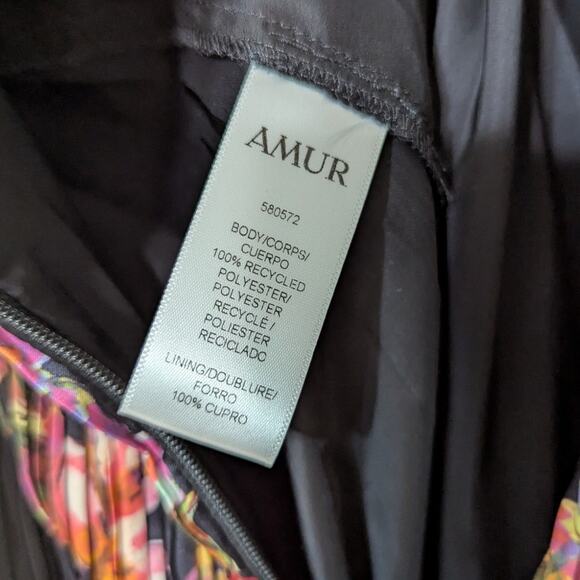 AMUR
580572
BODY/CORPS/
CUERPO
100% RECYCLED
POLYESTER/
POLYESTER
RECYCLÉ /
POLIESTER
RECICLADO
LINING/DOUBLURE/
FORRO
100% CUPRO